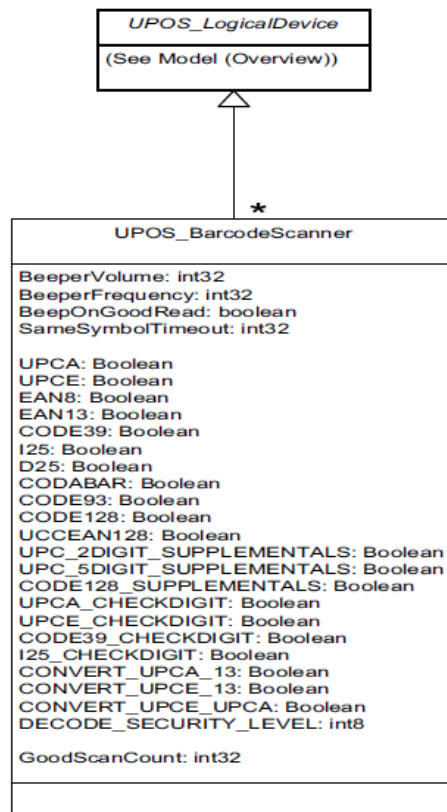 UPOS_LogicalDevice
(See Model (Overview))
*
UPOS_BarcodeScanner
BeeperVolume: int32
BeeperFrequency: int32
BeepOnGoodRead: boolean
SameSymbolTimeout: int32
UPCA: Boolean
UPCE: Boolean
EAN8: Boolean
EAN13: Boolean
CODE39: Boolean
I25: Boolean
D25: Boolean
CODABAR: Boolean
CODE93: Boolean
CODE128: Boolean
UCCEAN128: Boolean
UPC_2DIGIT_SUPPLEMENTALS: Boolean
UPC_5DIGIT_SUPPLEMENTALS: Boolean
CODE128_SUPPLEMENTALS: Boolean
UPCA_CHECKDIGIT: Boolean
UPCE_CHECKDIGIT: Boolean
CODE39_CHECKDIGIT: Boolean
I25_CHECKDIGIT: Boolean
CONVERT_UPCA_13: Boolean
CONVERT_UPCE_13: Boolean
CONVERT_UPCE_UPCA: Boolean
DECODE_SECURITY_LEVEL: int8
GoodScanCount: int32